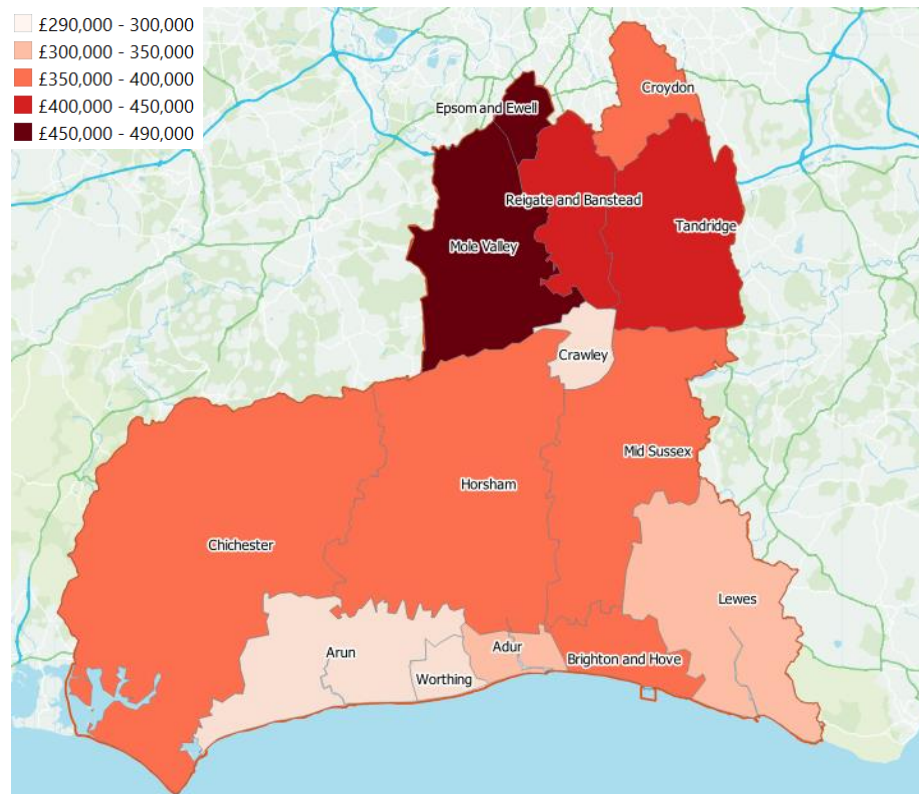 £290,000 - 300,000
£300,000 - 350,000
£350,000 - 400,000
£400,000 - 450,000
£450,000 - 490,000
Croydon
Epsom and Ewell
Reigate and Banstead
Tandridge
Mole Valley
Crawley
Mid Sussex
Horsham
Chichester
Lewes
Adur
Arun
Brighton and Hove
Worthing